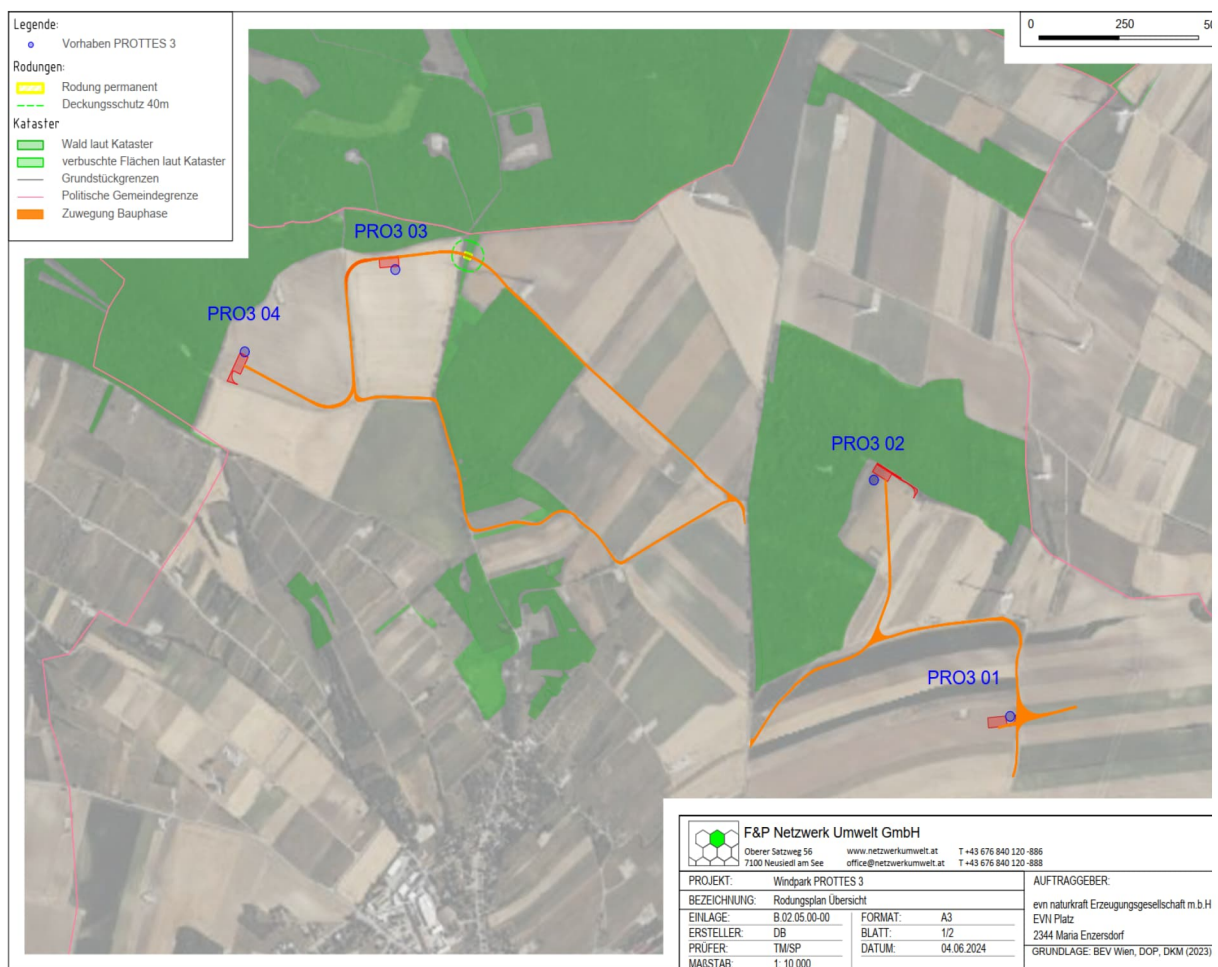 Legende:
Vorhaben PROTTES 3
Rodungen:
Rodung permanent
Deckungsschutz 40m
Kataster
Wald laut Kataster
verbuschte Flächen laut Kataster
Grundstückgrenzen
Politische Gemeindegrenze
Zuwegung Bauphase
0 250 50
PRO3 03
PRO3 04
PRO3 02
PRO3 01
F&P Netzwerk Umwelt GmbH
Oberer Satzweg 56 www.netzwerkumwelt.at T +43 676 840 120 -886
7100 Neusiedl am See office@netzwerkumwelt.at T +43 676 840 120 -888
PROJEKT: Windpark PROTTES 3
BEZEICHNUNG: Rodungsplan Übersicht
EINLAGE: B.02.05.00-00 FORMAT: A3
ERSTELLER: DB BLATT: 1/2
PRÜFER: TM/SP DATUM: 04.06.2024
MAßSTAB: 1: 10.000
AUFTRAGGEBER:
evn naturkraft Erzeugungsgesellschaft m.b.H
EVN Platz
2344 Maria Enzersdorf
GRUNDLAGE: BEV Wien, DOP, DKM (2023)